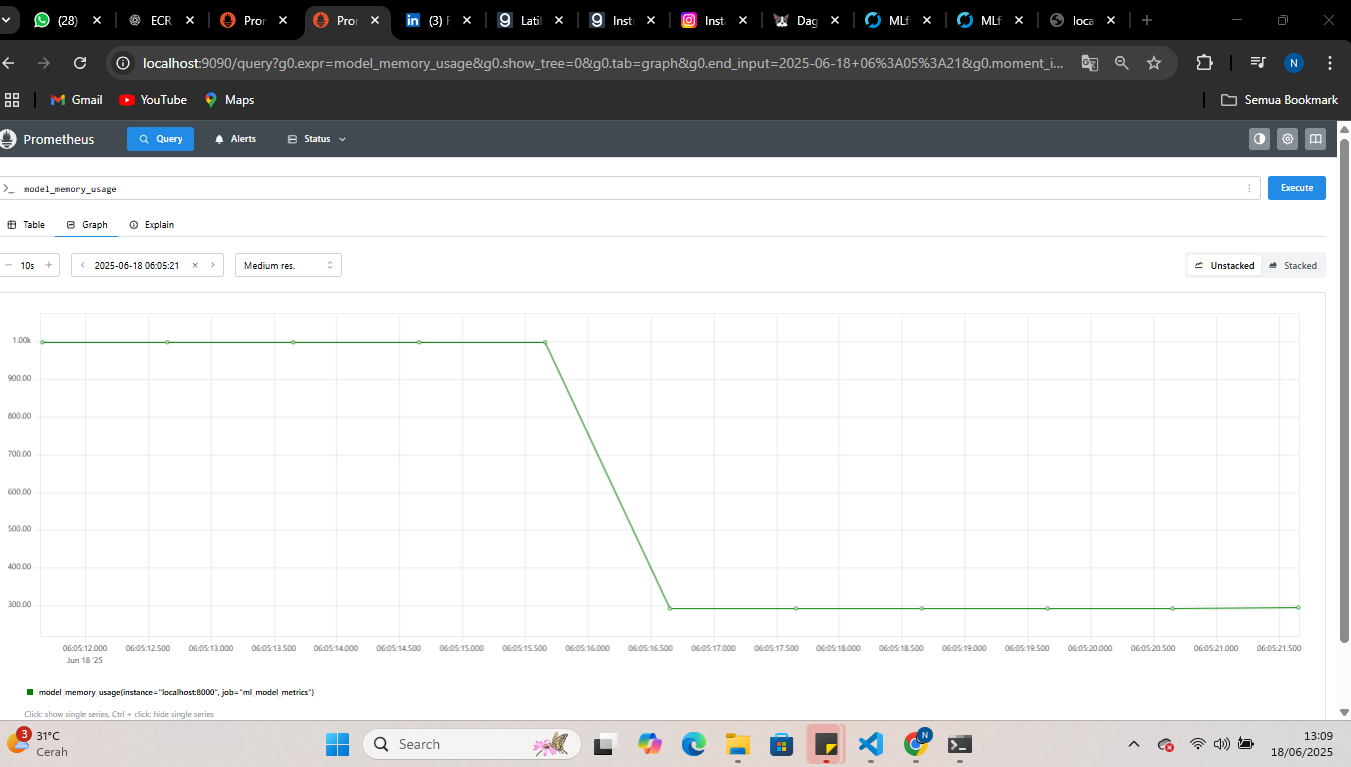 (28)
ECR
Pror
Pror
(3) F
Latil
Inst
Insta
Dag
MLf
MLf
loca
localhost:9090/query?g0.expr=model_memory_usage&g0.show_tree=0&g0.tab=graph&g0.end_input=2025-06-18+06%3A05%3A21&g0.moment_i...
N
Gmail YouTube Maps Semua Bookmark
Prometheus Query Alerts Status
>_ model_memory_usage Execute
Table Graph Explain
− 10s + 2025-06-18 06:05:21 Medium res. Unstacked Stacked
1.00k
900.00
800.00
700.00
600.00
500.00
400.00
300.00
06:05:12.000 06:05:12.500 06:05:13.000 06:05:13.500 06:05:14.000 06:05:14.500 06:05:15.000 06:05:15.500 06:05:16.000 06:05:16.500 06:05:17.000 06:05:17.500 06:05:18.000 06:05:18.500 06:05:19.000 06:05:19.500 06:05:20.000 06:05:20.500 06:05:21.000 06:05:21.500
Jun 18 '25
model_memory_usage{instance="localhost:8000", job="ml_model_metrics"}
Click: show single series, Ctrl + click: hide single series
3
31°C
Cerah
Search
N
13:09
18/06/2025